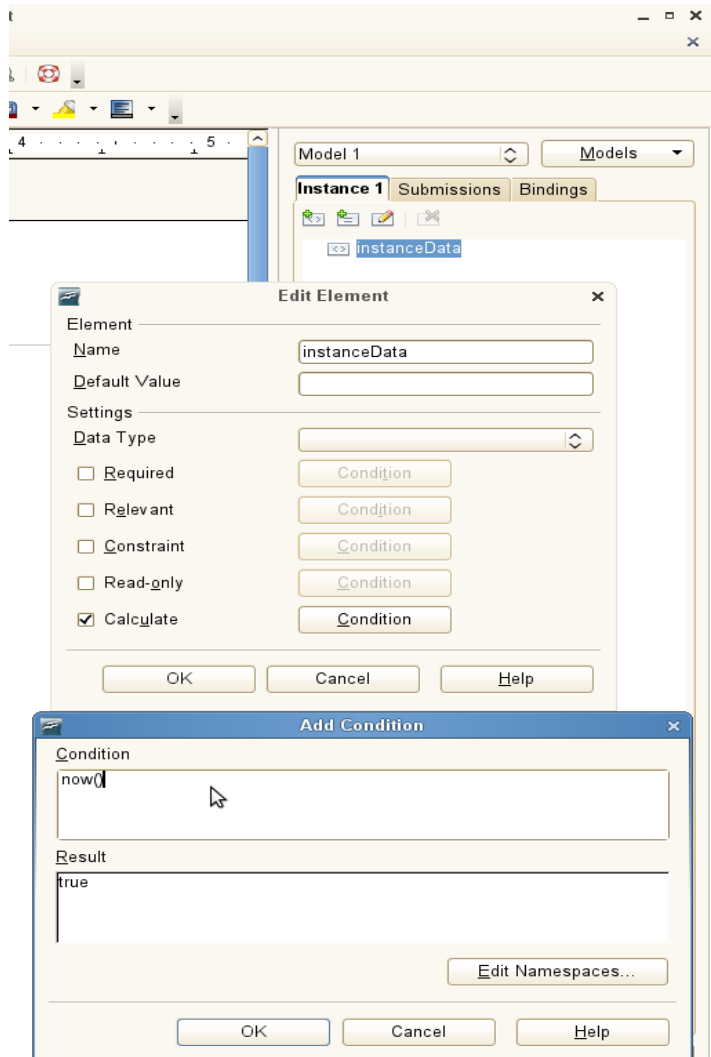 t
4 5
Model 1 Models
Instance 1 Submissions Bindings
instanceData
Edit Element
Element
Name instanceData
Default Value
Settings
Data Type
Required Condition
Relevant Condition
Constraint Condition
Read-only Condition
Calculate Condition
OK Cancel Help
Add Condition
Condition
now()
Result
true
Edit Namespaces...
OK Cancel Help